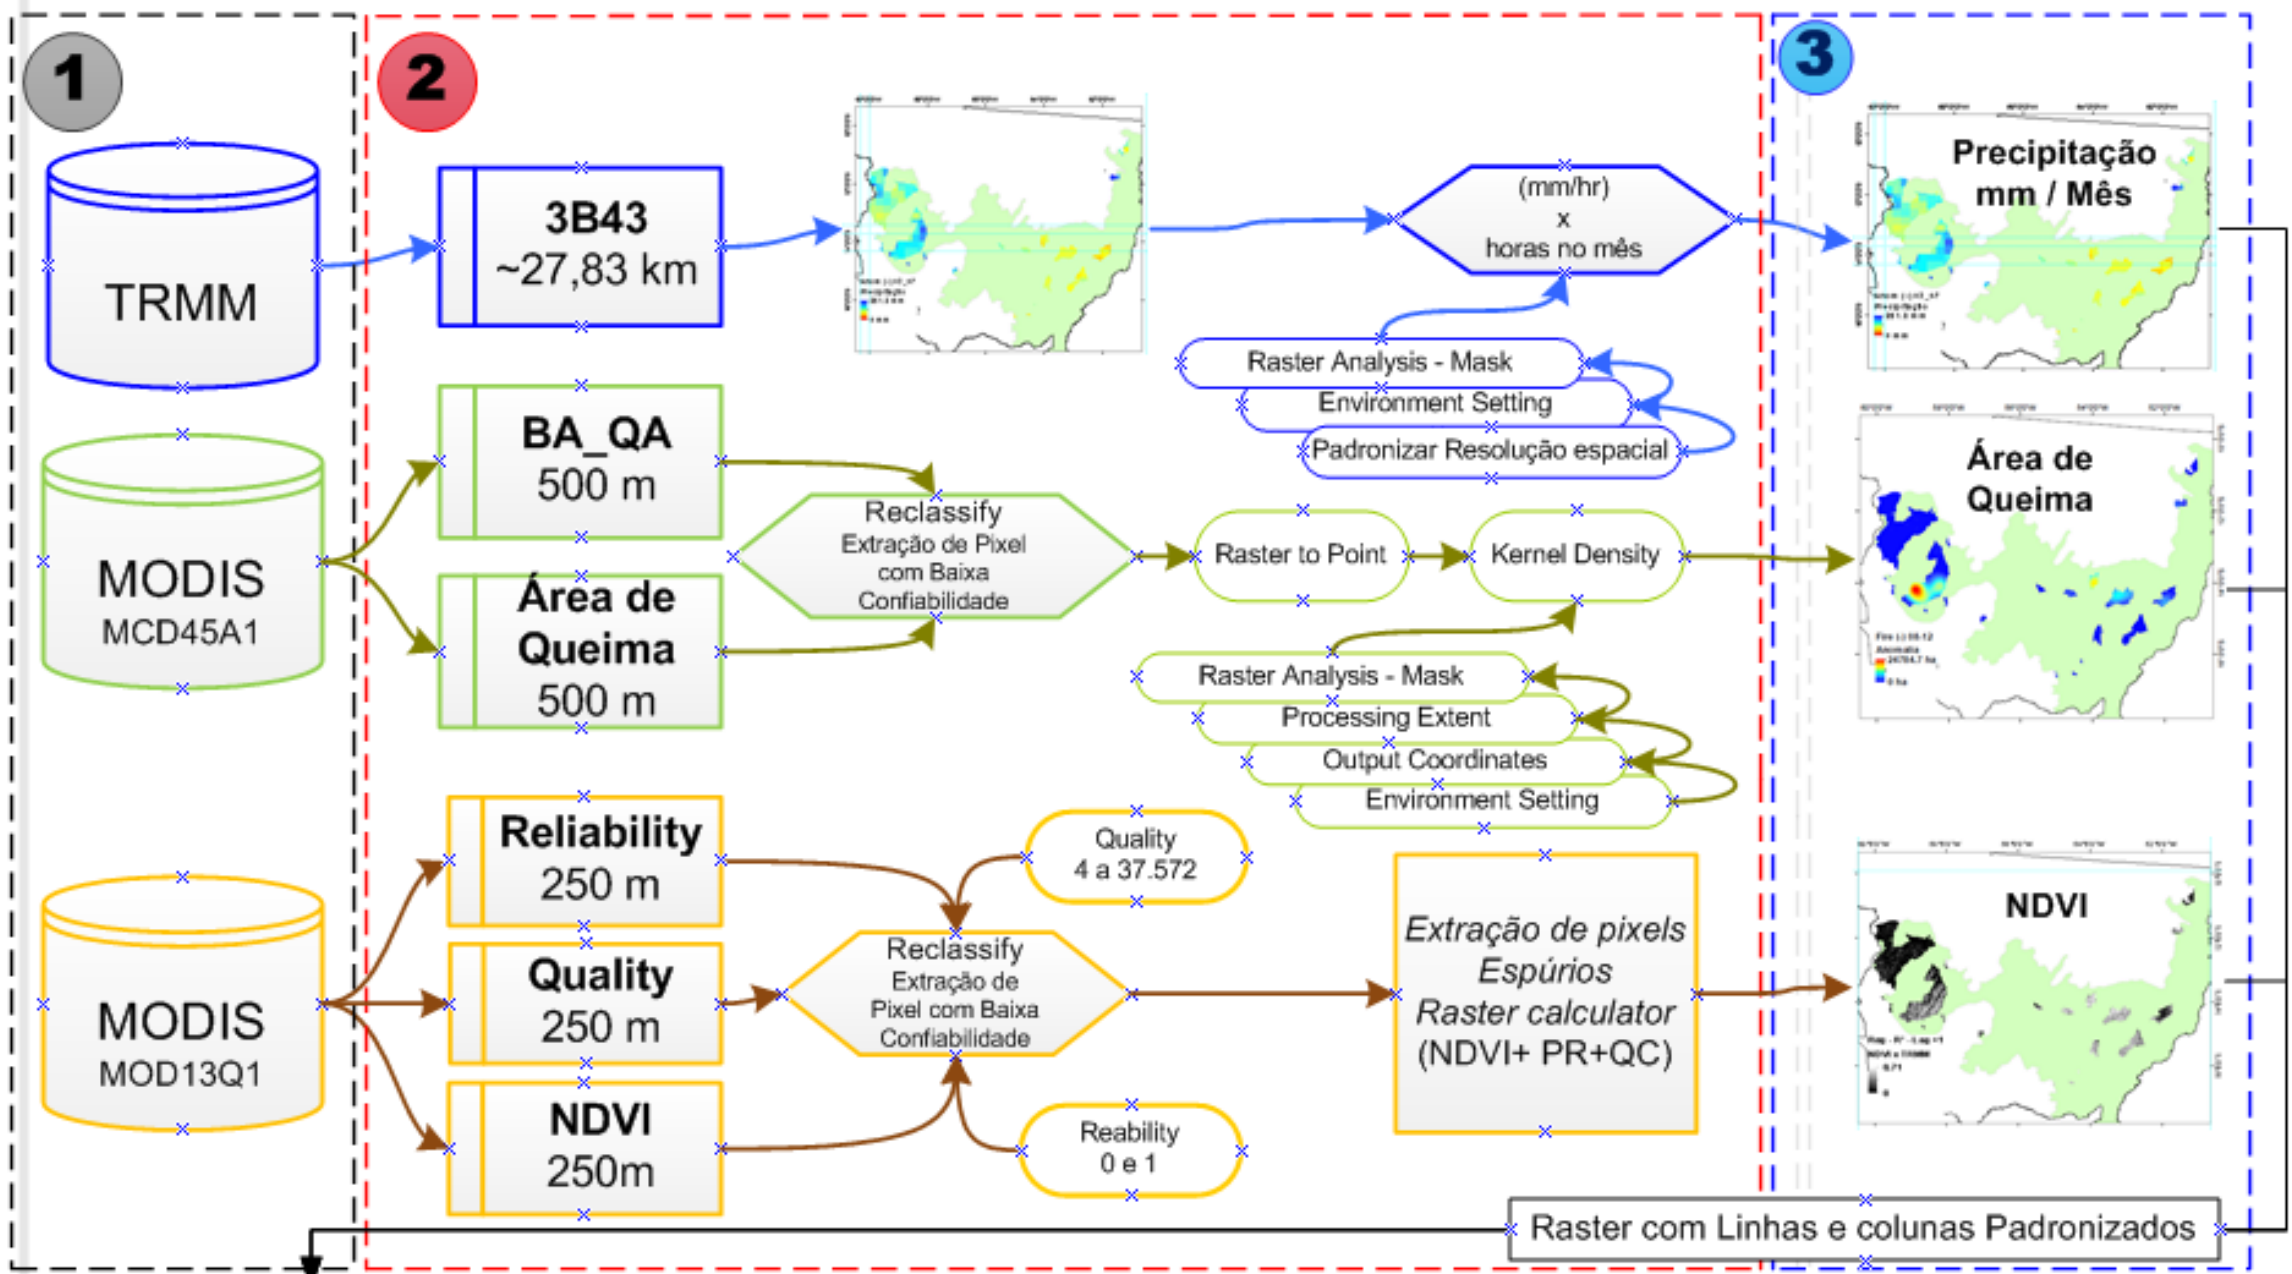 1
2
3
TRMM
3B43
~27,83 km
(mm/hr)
x
horas no mês
Precipitação
mm / Mês
Raster Analysis - Mask
Environment Setting
Padronizar Resolução espacial
MODIS
MCD45A1
BA_QA
500 m
Área de
Queima
500 m
Reclassify
Extração de Pixel
com Baixa
Confiabilidade
Raster to Point
Kernel Density
Área de
Queima
Raster Analysis - Mask
Processing Extent
Output Coordinates
Environment Setting
MODIS
MOD13Q1
Reliability
250 m
Quality
250 m
NDVI
250m
Quality
4 a 37.572
Reclassify
Extração de
Pixel com Baixa
Confiabilidade
Reability
0 e 1
Extração de pixels
Espúrios
Raster calculator
(NDVI+ PR+QC)
NDVI
Raster com Linhas e colunas Padronizados